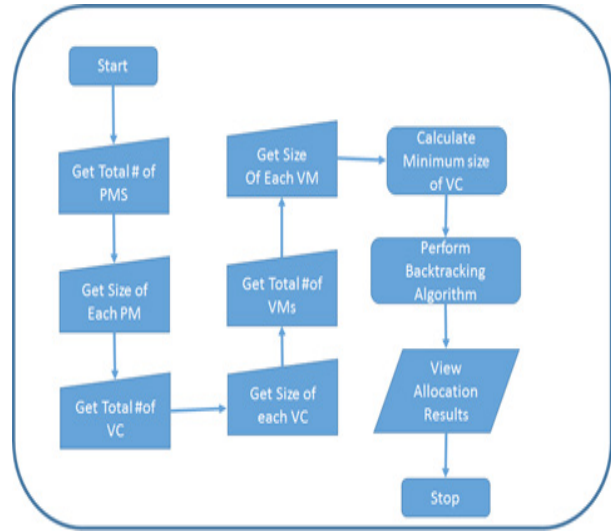 Start
Get Total # of
PMS
Get Size of
Each PM
Get Total #of
VC
Get Size of
each VC
Get Total #of
VMs
Get Size
Of Each VM
Calculate
Minimum size
of VC
Perform
Backtracking
Algorithm
View
Allocation
Results
Stop